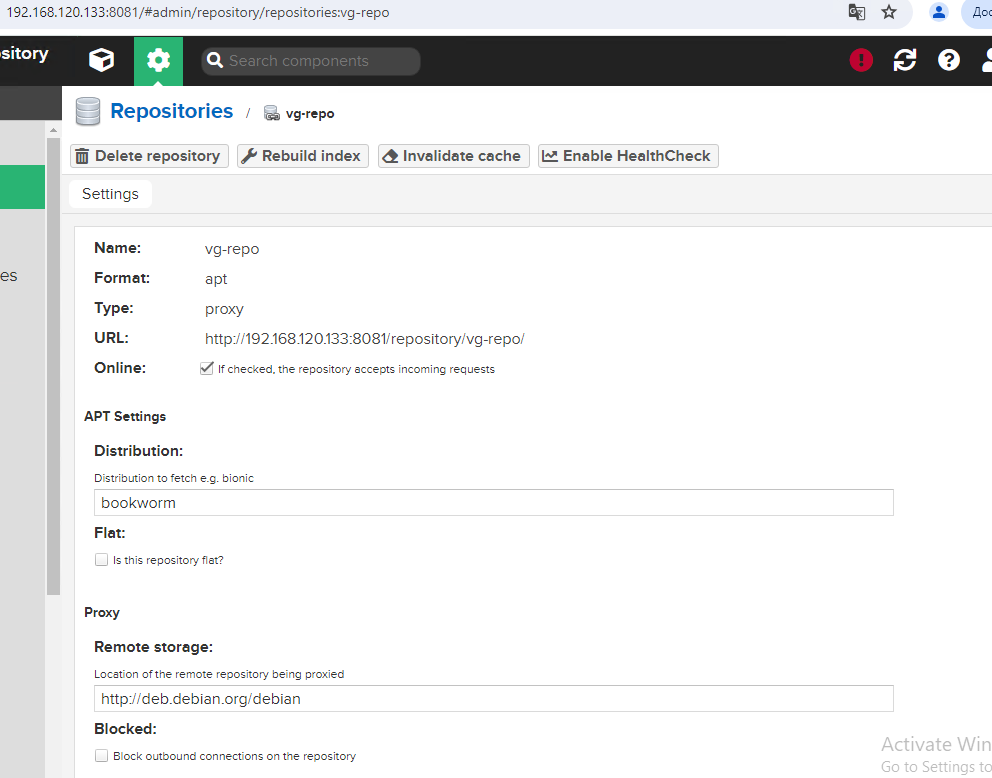 192.168.120.133:8081/#admin/repository/repositories:vg-repo
Дос
sitory
Search components
Repositories / vg-repo
Delete repository Rebuild index Invalidate cache Enable HealthCheck
Settings
es
Name: vg-repo
Format: apt
Type: proxy
URL: http://192.168.120.133:8081/repository/vg-repo/
Online: If checked, the repository accepts incoming requests
APT Settings
Distribution:
Distribution to fetch e.g. bionic
bookworm
Flat:
Is this repository flat?
Proxy
Remote storage:
Location of the remote repository being proxied
http://deb.debian.org/debian
Blocked:
Block outbound connections on the repository
Activate Win
Go to Settings to